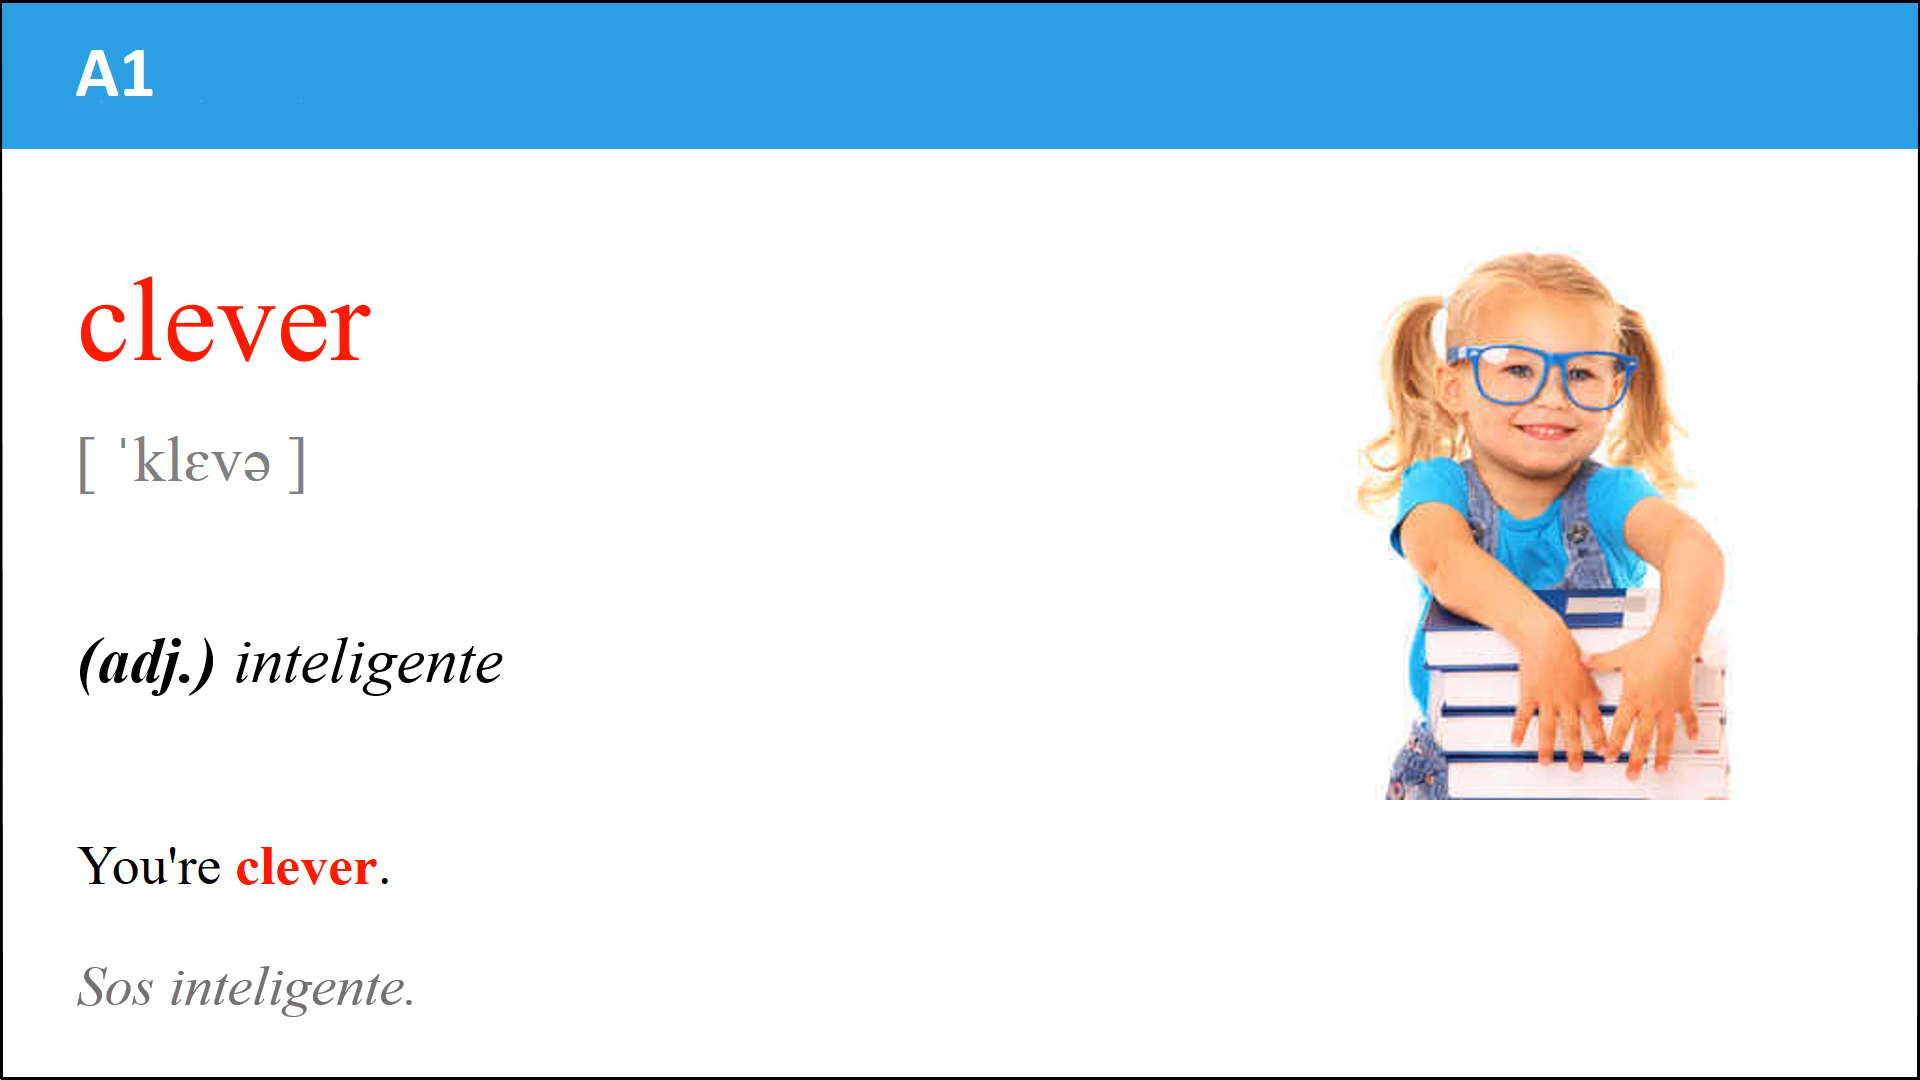 A1
clever
[ ˈklɛvə ]
(adj.) inteligente
You're clever.
Sos inteligente.